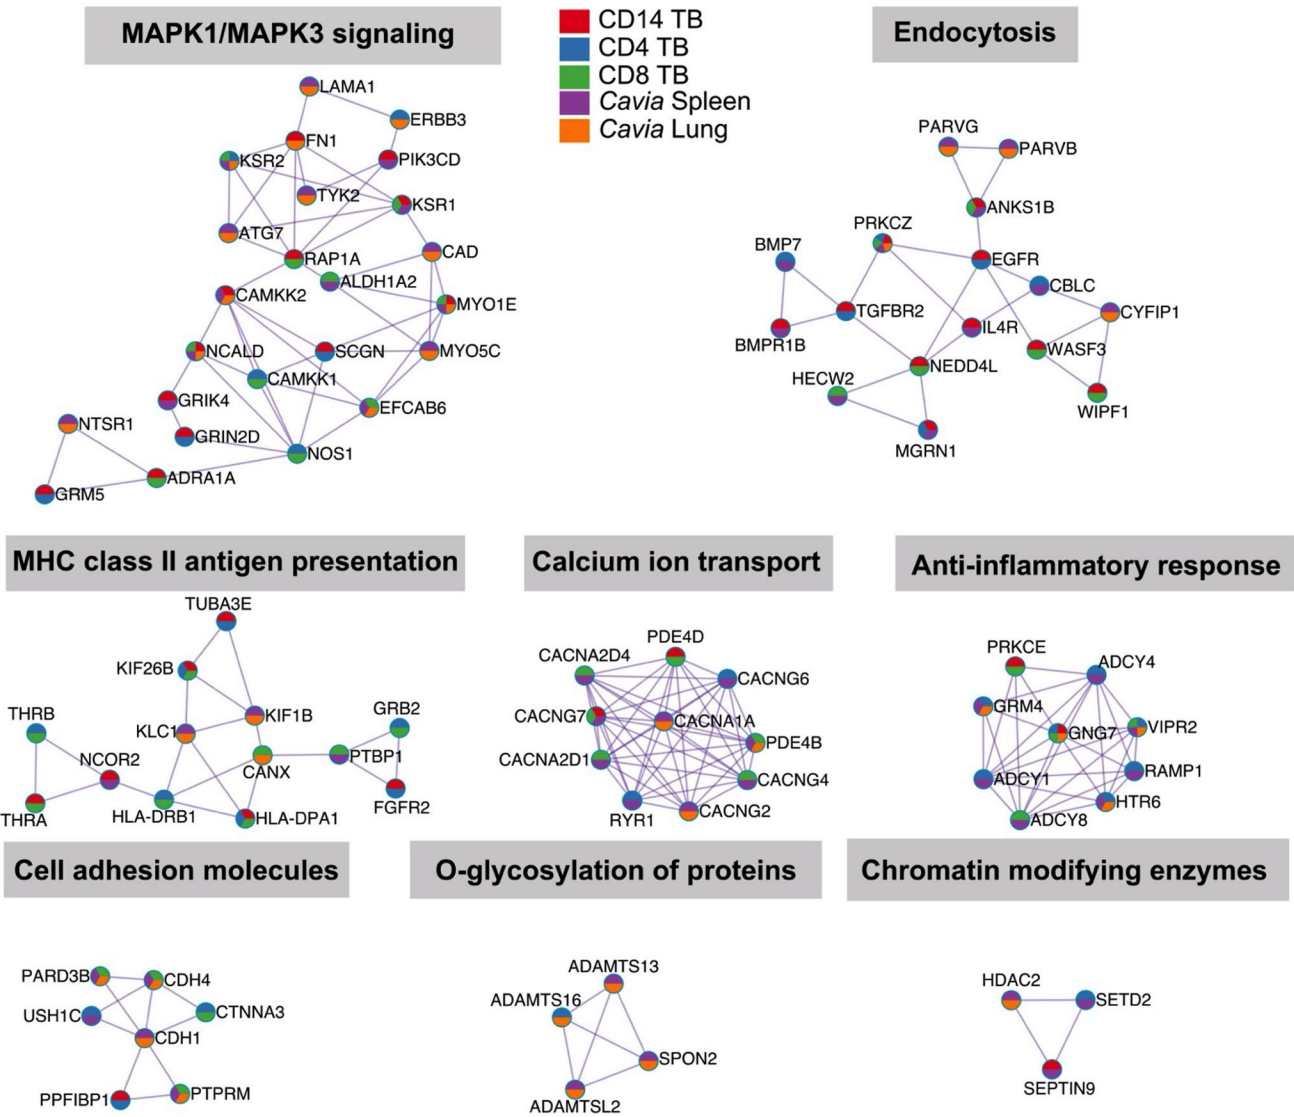 MAPK1/MAPK3 signaling
CD14 TB
CD4 TB
CD8 TB
Cavia Spleen
Cavia Lung
Endocytosis
LAMA1
ERBB3
FN1
KSR2
PIK3CD
TYK2
KSR1
ATG7
RAP1A
CAD
ALDH1A2
CAMKK2
MYO1E
NCALD
SCGN
MYO5C
CAMKK1
GRIK4
EFCAB6
NTSR1
GRIN2D
NOS1
ADRA1A
GRM5
PARVG
PARVB
ANKS1B
PRKCZ
BMP7
EGFR
CBLC
TGFBR2
CYFIP1
BMPR1B
IL4R
WASF3
HECW2
NEDD4L
WIPF1
MGRN1
MHC class II antigen presentation
Calcium ion transport
Anti-inflammatory response
TUBA3E
KIF26B
THRB
KIF1B
GRB2
KLC1
NCOR2
PTBP1
CANX
THRA
HLA-DRB1
HLA-DPA1
FGFR2
PDE4D
CACNA2D4
CACNG6
CACNG7
CACNA1A
PDE4B
CACNA2D1
CACNG4
RYR1
CACNG2
PRKCE
ADCY4
GRM4
GNG7
VIPR2
ADCY1
RAMP1
HTR6
ADCY8
Cell adhesion molecules
O-glycosylation of proteins
Chromatin modifying enzymes
PARD3B
CDH4
USH1C
CTNNA3
CDH1
PPFIBP1
PTPRM
ADAMTS13
ADAMTS16
SPON2
ADAMTSL2
HDAC2
SETD2
SEPTIN9